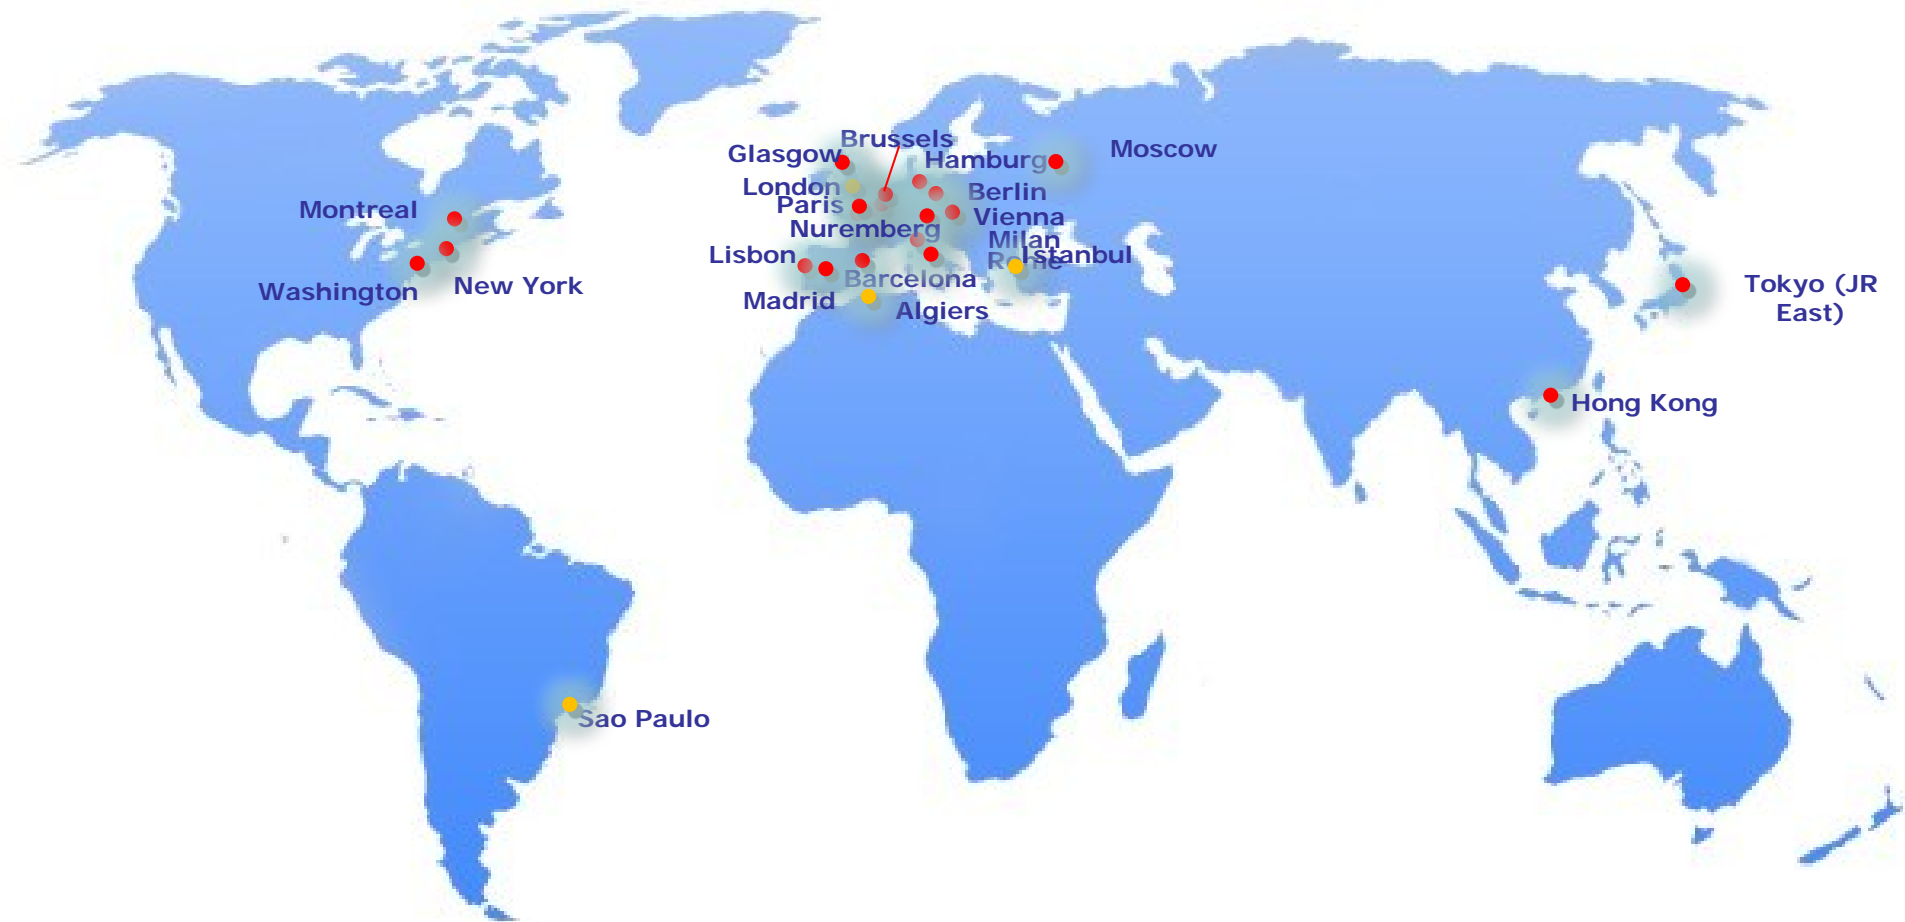 Brussels
Glasgow
Hamburg
Moscow
London
Berlin
Paris
Montreal
Vienna
Nuremberg
Milan
Lisbon
Istanbul
Rome
Barcelona
Washington
New York
Madrid
Algiers
Tokyo (JR
East)
Hong Kong
Sao Paulo